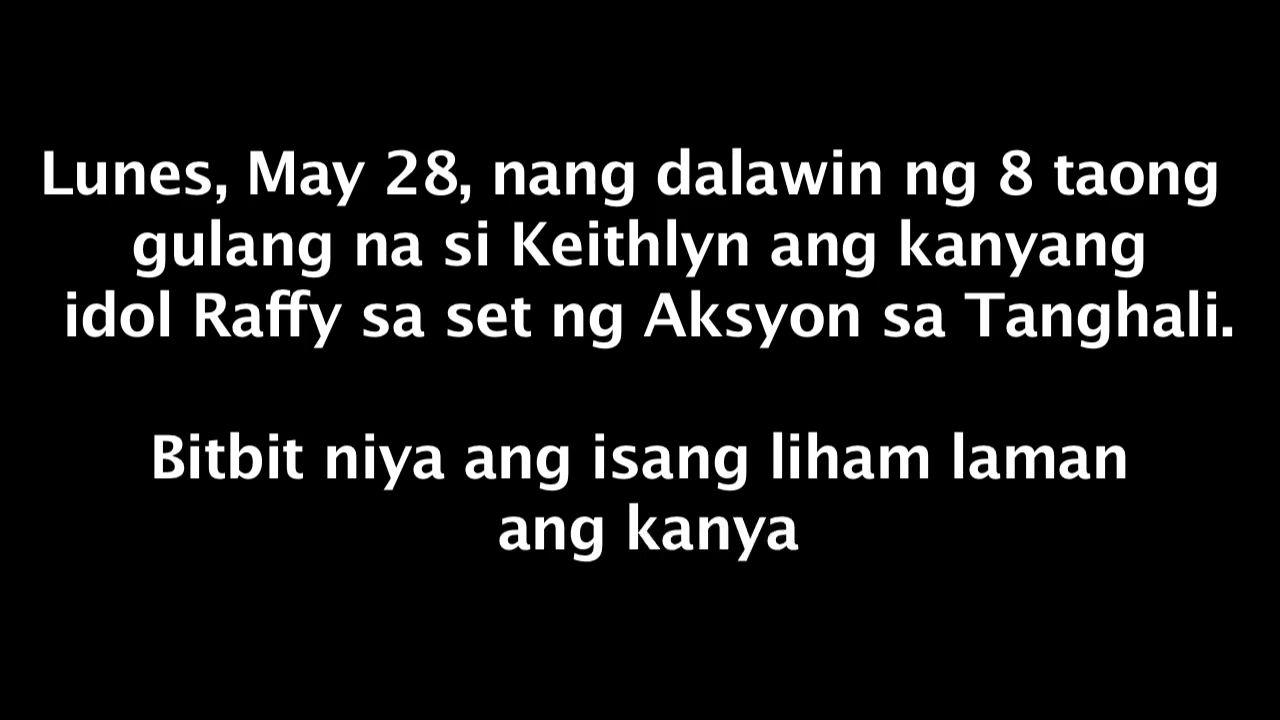 Lunes, May 28, nang dalawin ng 8 taong
gulang na si Keithlyn ang kanyang
idol Raffy sa set ng Aksyon sa Tanghali.
Bitbit niya ang isang liham laman
ang kanya